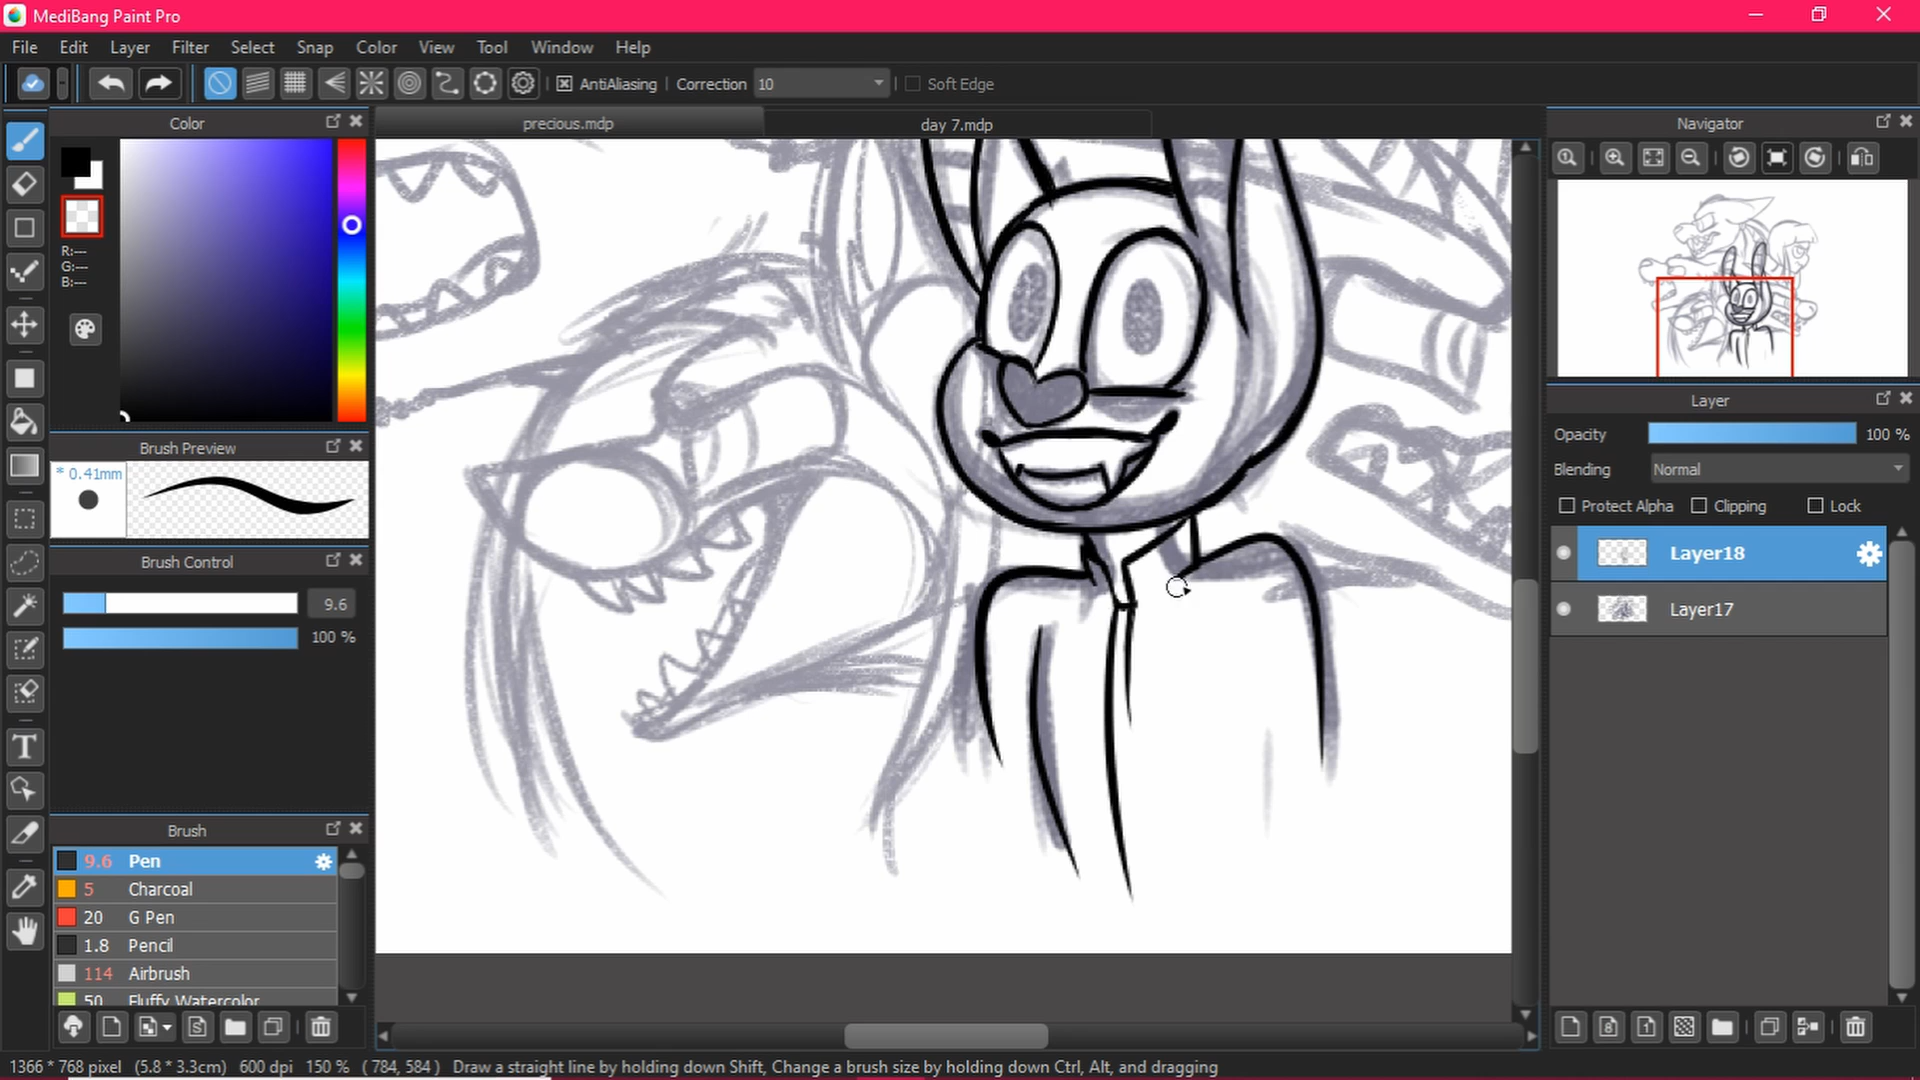 MediBang Paint Pro
File Edit Layer Filter Select Snap Color View Tool Window Help
AntiAliasing Correction 10 Soft Edge
Color
precious.mdp
day 7.mdp
Navigator
R:---
G:---
B:---
Layer
Opacity 100 %
Blending Normal
Protect Alpha Clipping Lock
Layer18
Layer17
Brush Preview
* 0.41mm
Brush Control
9.6
100 %
Brush
9.6 Pen
5 Charcoal
20 G Pen
1.8 Pencil
114 Airbrush
50 Fluffy Watercolor
1366 * 768 pixel (5.8 * 3.3cm) 600 dpi 150 % ( 784, 584 ) Draw a straight line by holding down Shift, Change a brush size by holding down Ctrl, Alt, and dragging